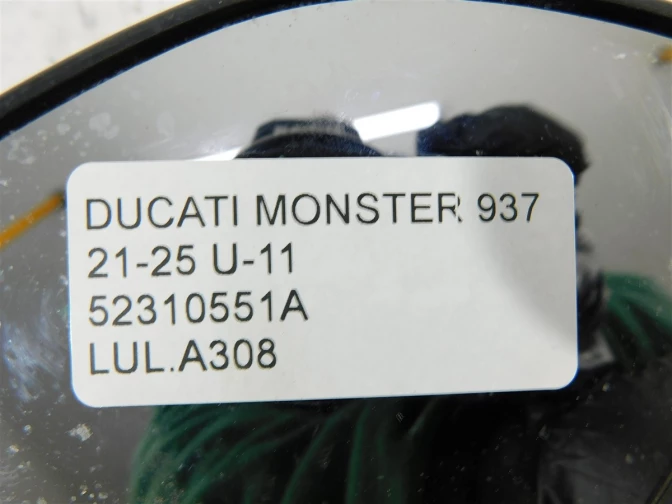 DUCATI MONSTER 937
21-25 U-11
52310551A
LUL.A308